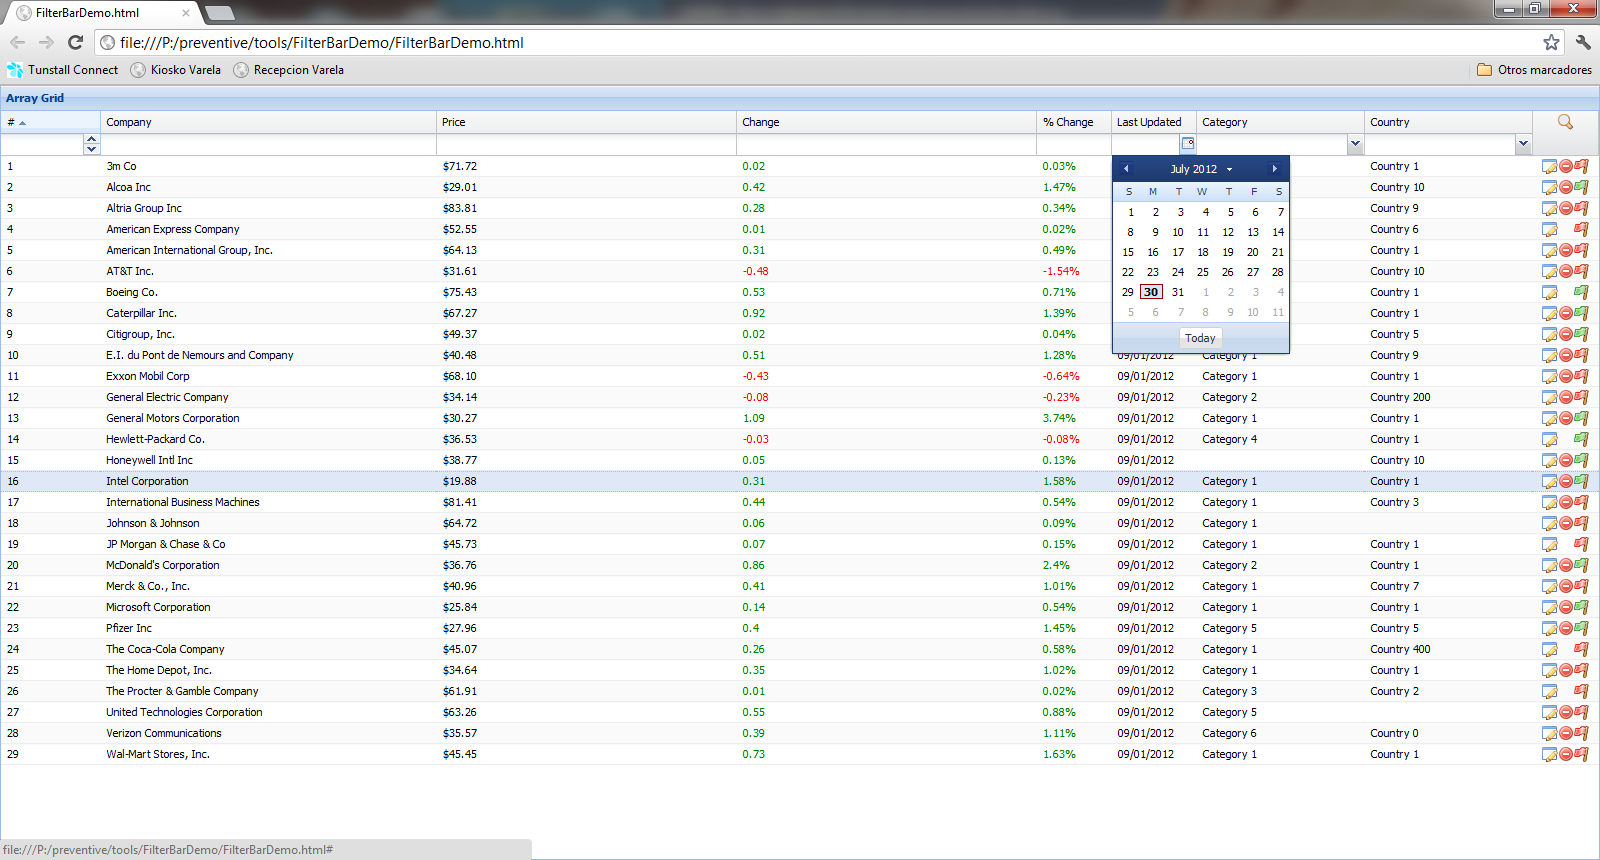 FilterBarDemo.html
file:///P:/preventive/tools/FilterBarDemo/FilterBarDemo.html
Tunstall Connect Kiosko Varela Recepcion Varela Otros marcadores
Array Grid
# Company Price Change % Change Last Updated Category Country
1 3m Co $71.72 0.02 0.03% Country 1
2 Alcoa Inc $29.01 0.42 1.47% Country 10
3 Altria Group Inc $83.81 0.28 0.34% Country 9
4 American Express Company $52.55 0.01 0.02% Country 6
5 American International Group, Inc. $64.13 0.31 0.49% Country 1
6 AT&T Inc. $31.61 -0.48 -1.54% Country 10
7 Boeing Co. $75.43 0.53 0.71% Country 1
8 Caterpillar Inc. $67.27 0.92 1.39% Country 1
9 Citigroup, Inc. $49.37 0.02 0.04% Country 5
10 E.I. du Pont de Nemours and Company $40.48 0.51 1.28% 09/01/2012 Category 1 Country 9
11 Exxon Mobil Corp $68.10 -0.43 -0.64% 09/01/2012 Category 1 Country 1
12 General Electric Company $34.14 -0.08 -0.23% 09/01/2012 Category 2 Country 200
13 General Motors Corporation $30.27 1.09 3.74% 09/01/2012 Category 1 Country 1
14 Hewlett-Packard Co. $36.53 -0.03 -0.08% 09/01/2012 Category 4 Country 1
15 Honeywell Intl Inc $38.77 0.05 0.13% 09/01/2012 Country 10
16 Intel Corporation $19.88 0.31 1.58% 09/01/2012 Category 1 Country 1
17 International Business Machines $81.41 0.44 0.54% 09/01/2012 Category 1 Country 3
18 Johnson & Johnson $64.72 0.06 0.09% 09/01/2012 Category 1
19 JP Morgan & Chase & Co $45.73 0.07 0.15% 09/01/2012 Category 1 Country 1
20 McDonald's Corporation $36.76 0.86 2.4% 09/01/2012 Category 2 Country 1
21 Merck & Co., Inc. $40.96 0.41 1.01% 09/01/2012 Category 1 Country 7
22 Microsoft Corporation $25.84 0.14 0.54% 09/01/2012 Category 1 Country 1
23 Pfizer Inc $27.96 0.4 1.45% 09/01/2012 Category 5 Country 5
24 The Coca-Cola Company $45.07 0.26 0.58% 09/01/2012 Category 1 Country 400
25 The Home Depot, Inc. $34.64 0.35 1.02% 09/01/2012 Category 1 Country 1
26 The Procter & Gamble Company $61.91 0.01 0.02% 09/01/2012 Category 3 Country 2
27 United Technologies Corporation $63.26 0.55 0.88% 09/01/2012 Category 5
28 Verizon Communications $35.57 0.39 1.11% 09/01/2012 Category 6 Country 0
29 Wal-Mart Stores, Inc. $45.45 0.73 1.63% 09/01/2012 Category 1 Country 1
July 2012
S M T W T F S
1 2 3 4 5 6 7
8 9 10 11 12 13 14
15 16 17 18 19 20 21
22 23 24 25 26 27 28
29 30 31 1 2 3 4
5 6 7 8 9 10 11
Today
file:///P:/preventive/tools/FilterBarDemo/FilterBarDemo.html#